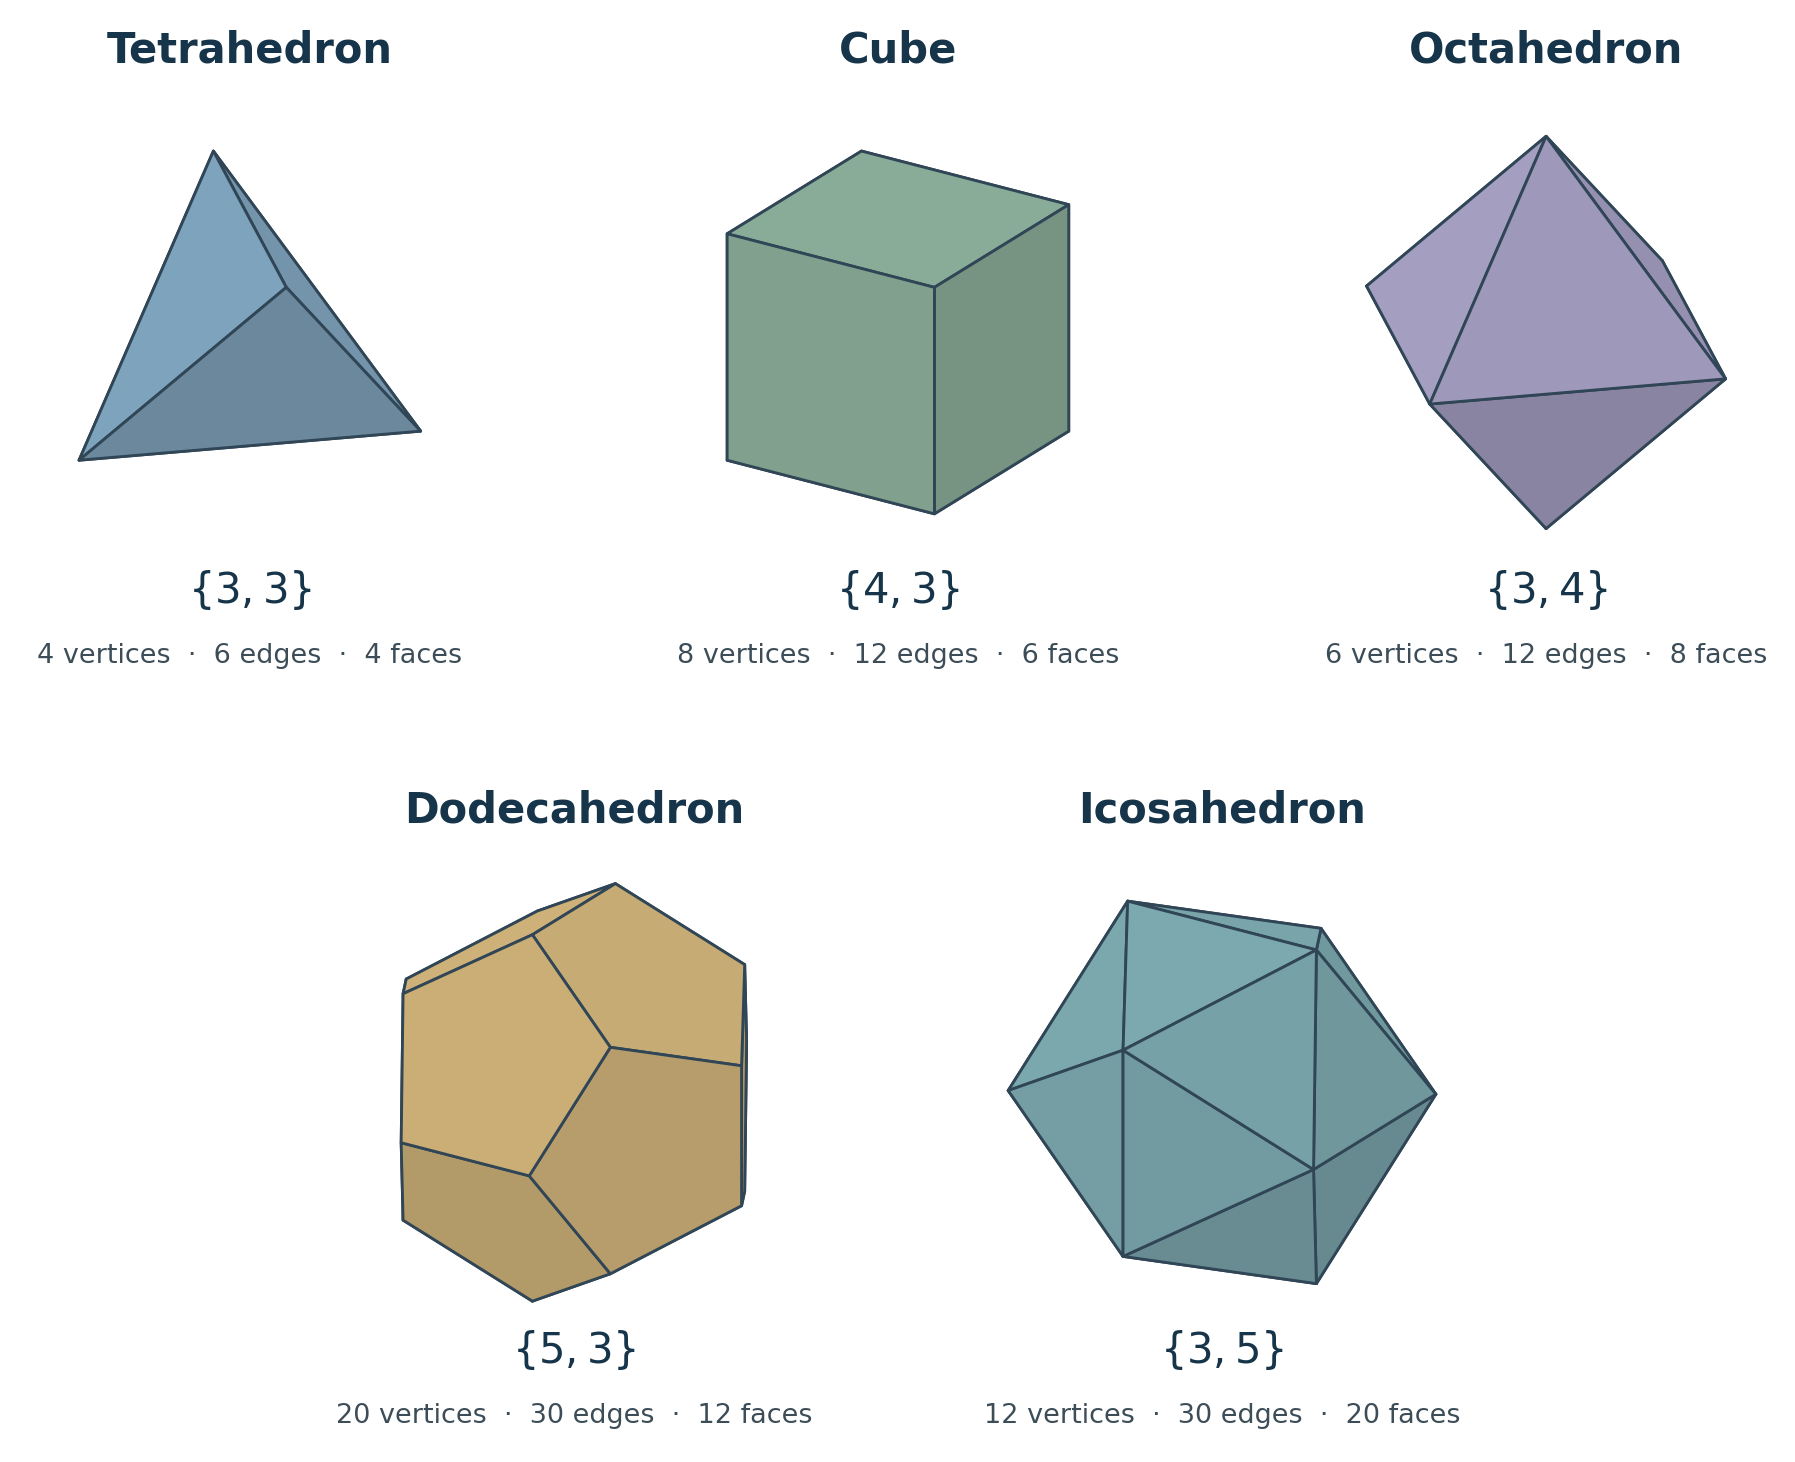 Tetrahedron
Cube
Octahedron
{3, 3}
{4, 3}
{3, 4}
4 vertices · 6 edges · 4 faces
8 vertices · 12 edges · 6 faces
6 vertices · 12 edges · 8 faces
Dodecahedron
Icosahedron
{5, 3}
{3, 5}
20 vertices · 30 edges · 12 faces
12 vertices · 30 edges · 20 faces